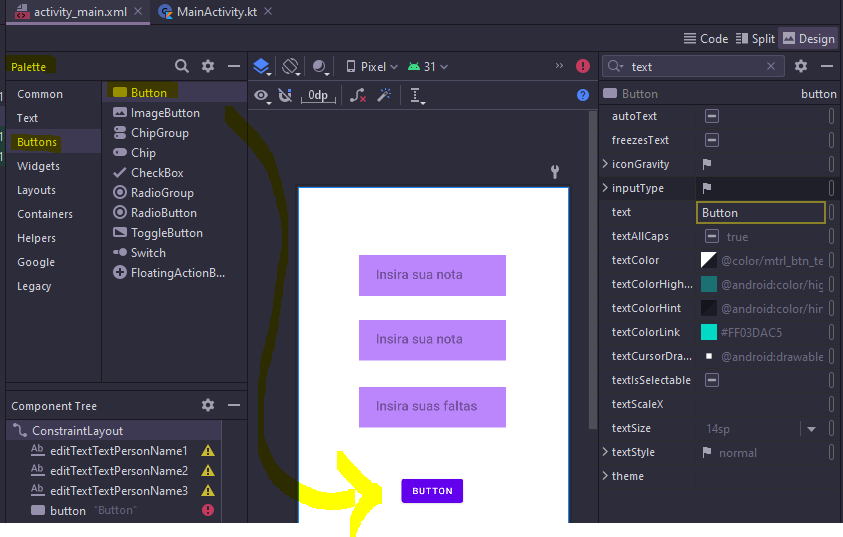 activity_main.xml
MainActivity.kt
Code
Split
Design
Palette
Common
Text
Buttons
Widgets
Layouts
Containers
Helpers
Google
Legacy
Button
ImageButton
ChipGroup
Chip
CheckBox
RadioGroup
RadioButton
ToggleButton
Switch
FloatingActionB...
Component Tree
ConstraintLayout
Ab editTextTextPersonName1
Ab editTextTextPersonName2
Ab editTextTextPersonName3
button "Button"
Pixel
31
»
0dp
Insira sua nota
Insira sua nota
Insira suas faltas
BUTTON
text
Button
button
autoText
freezesText
iconGravity
inputType
text Button
textAllCaps true
textColor @color/mtrl_btn_te
textColorHigh... @android:color/hig
textColorHint @android:color/hin
textColorLink #FF03DAC5
textCursorDra... @android:drawable
textIsSelectable
textScaleX
textSize 14sp
textStyle normal
theme